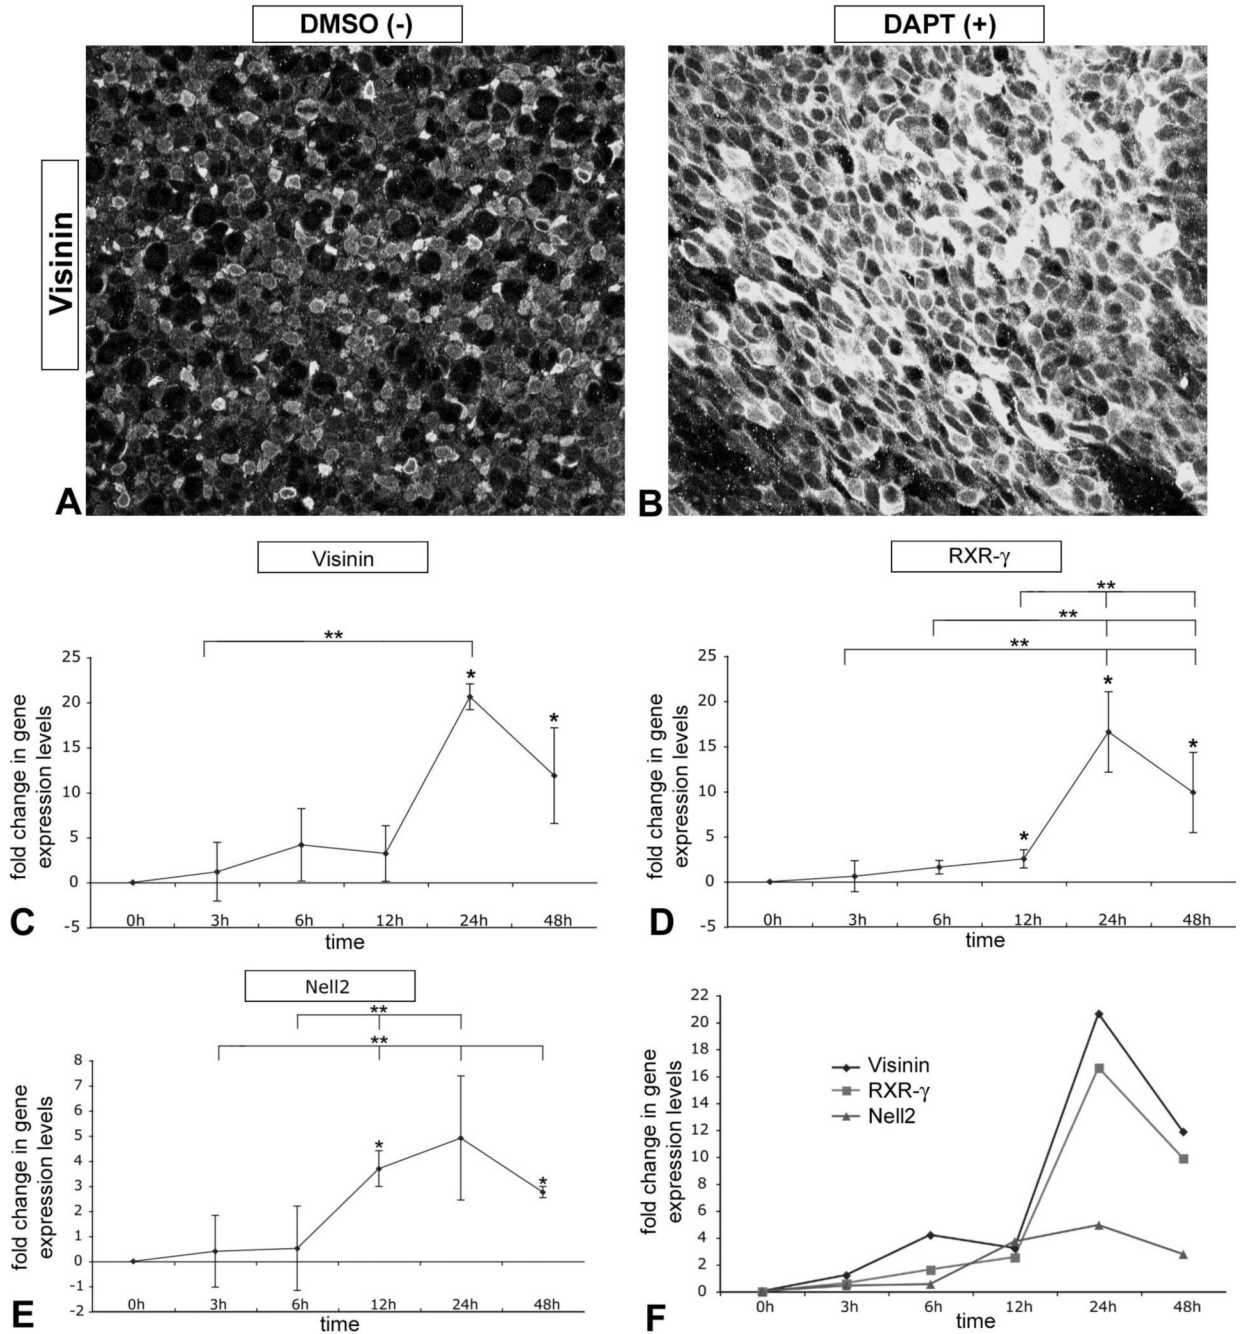 DMSO (-)
DAPT (+)
Visinin
A
B
Visinin
**
fold change in gene
expression levels
25
20
15
10
5
0
-5
*
*
0h 3h 6h 12h 24h 48h
time
C
RXR-γ
**
**
**
fold change in gene
expression levels
25
20
15
10
5
0
-5
*
*
*
0h 3h 6h 12h 24h 48h
time
D
Nell2
**
**
fold change in gene
expression levels
8
7
6
5
4
3
2
1
0
-1
-2
*
*
0h 3h 6h 12h 24h 48h
time
E
fold change in gene
expression levels
22
20
18
16
14
12
10
8
6
4
2
0
Visinin
RXR-γ
Nell2
0h 3h 6h 12h 24h 48h
time
F